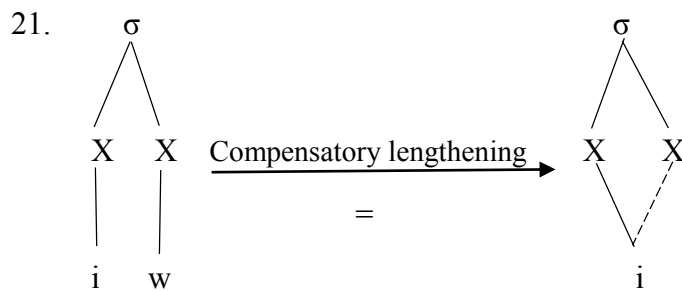 21. σ σ
X X Compensatory lengthening X X
=
i w i